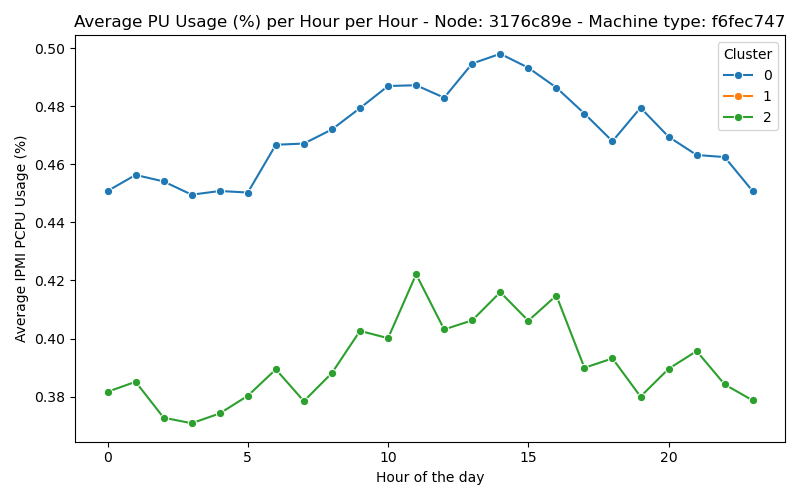 Average PU Usage (%) per Hour per Hour - Node: 3176c89e - Machine type: f6fec747
Cluster
0
1
2
0.50
0.48
0.46
0.44
0.42
0.40
0.38
Average IPMI PCPU Usage (%)
0 5 10 15 20
Hour of the day